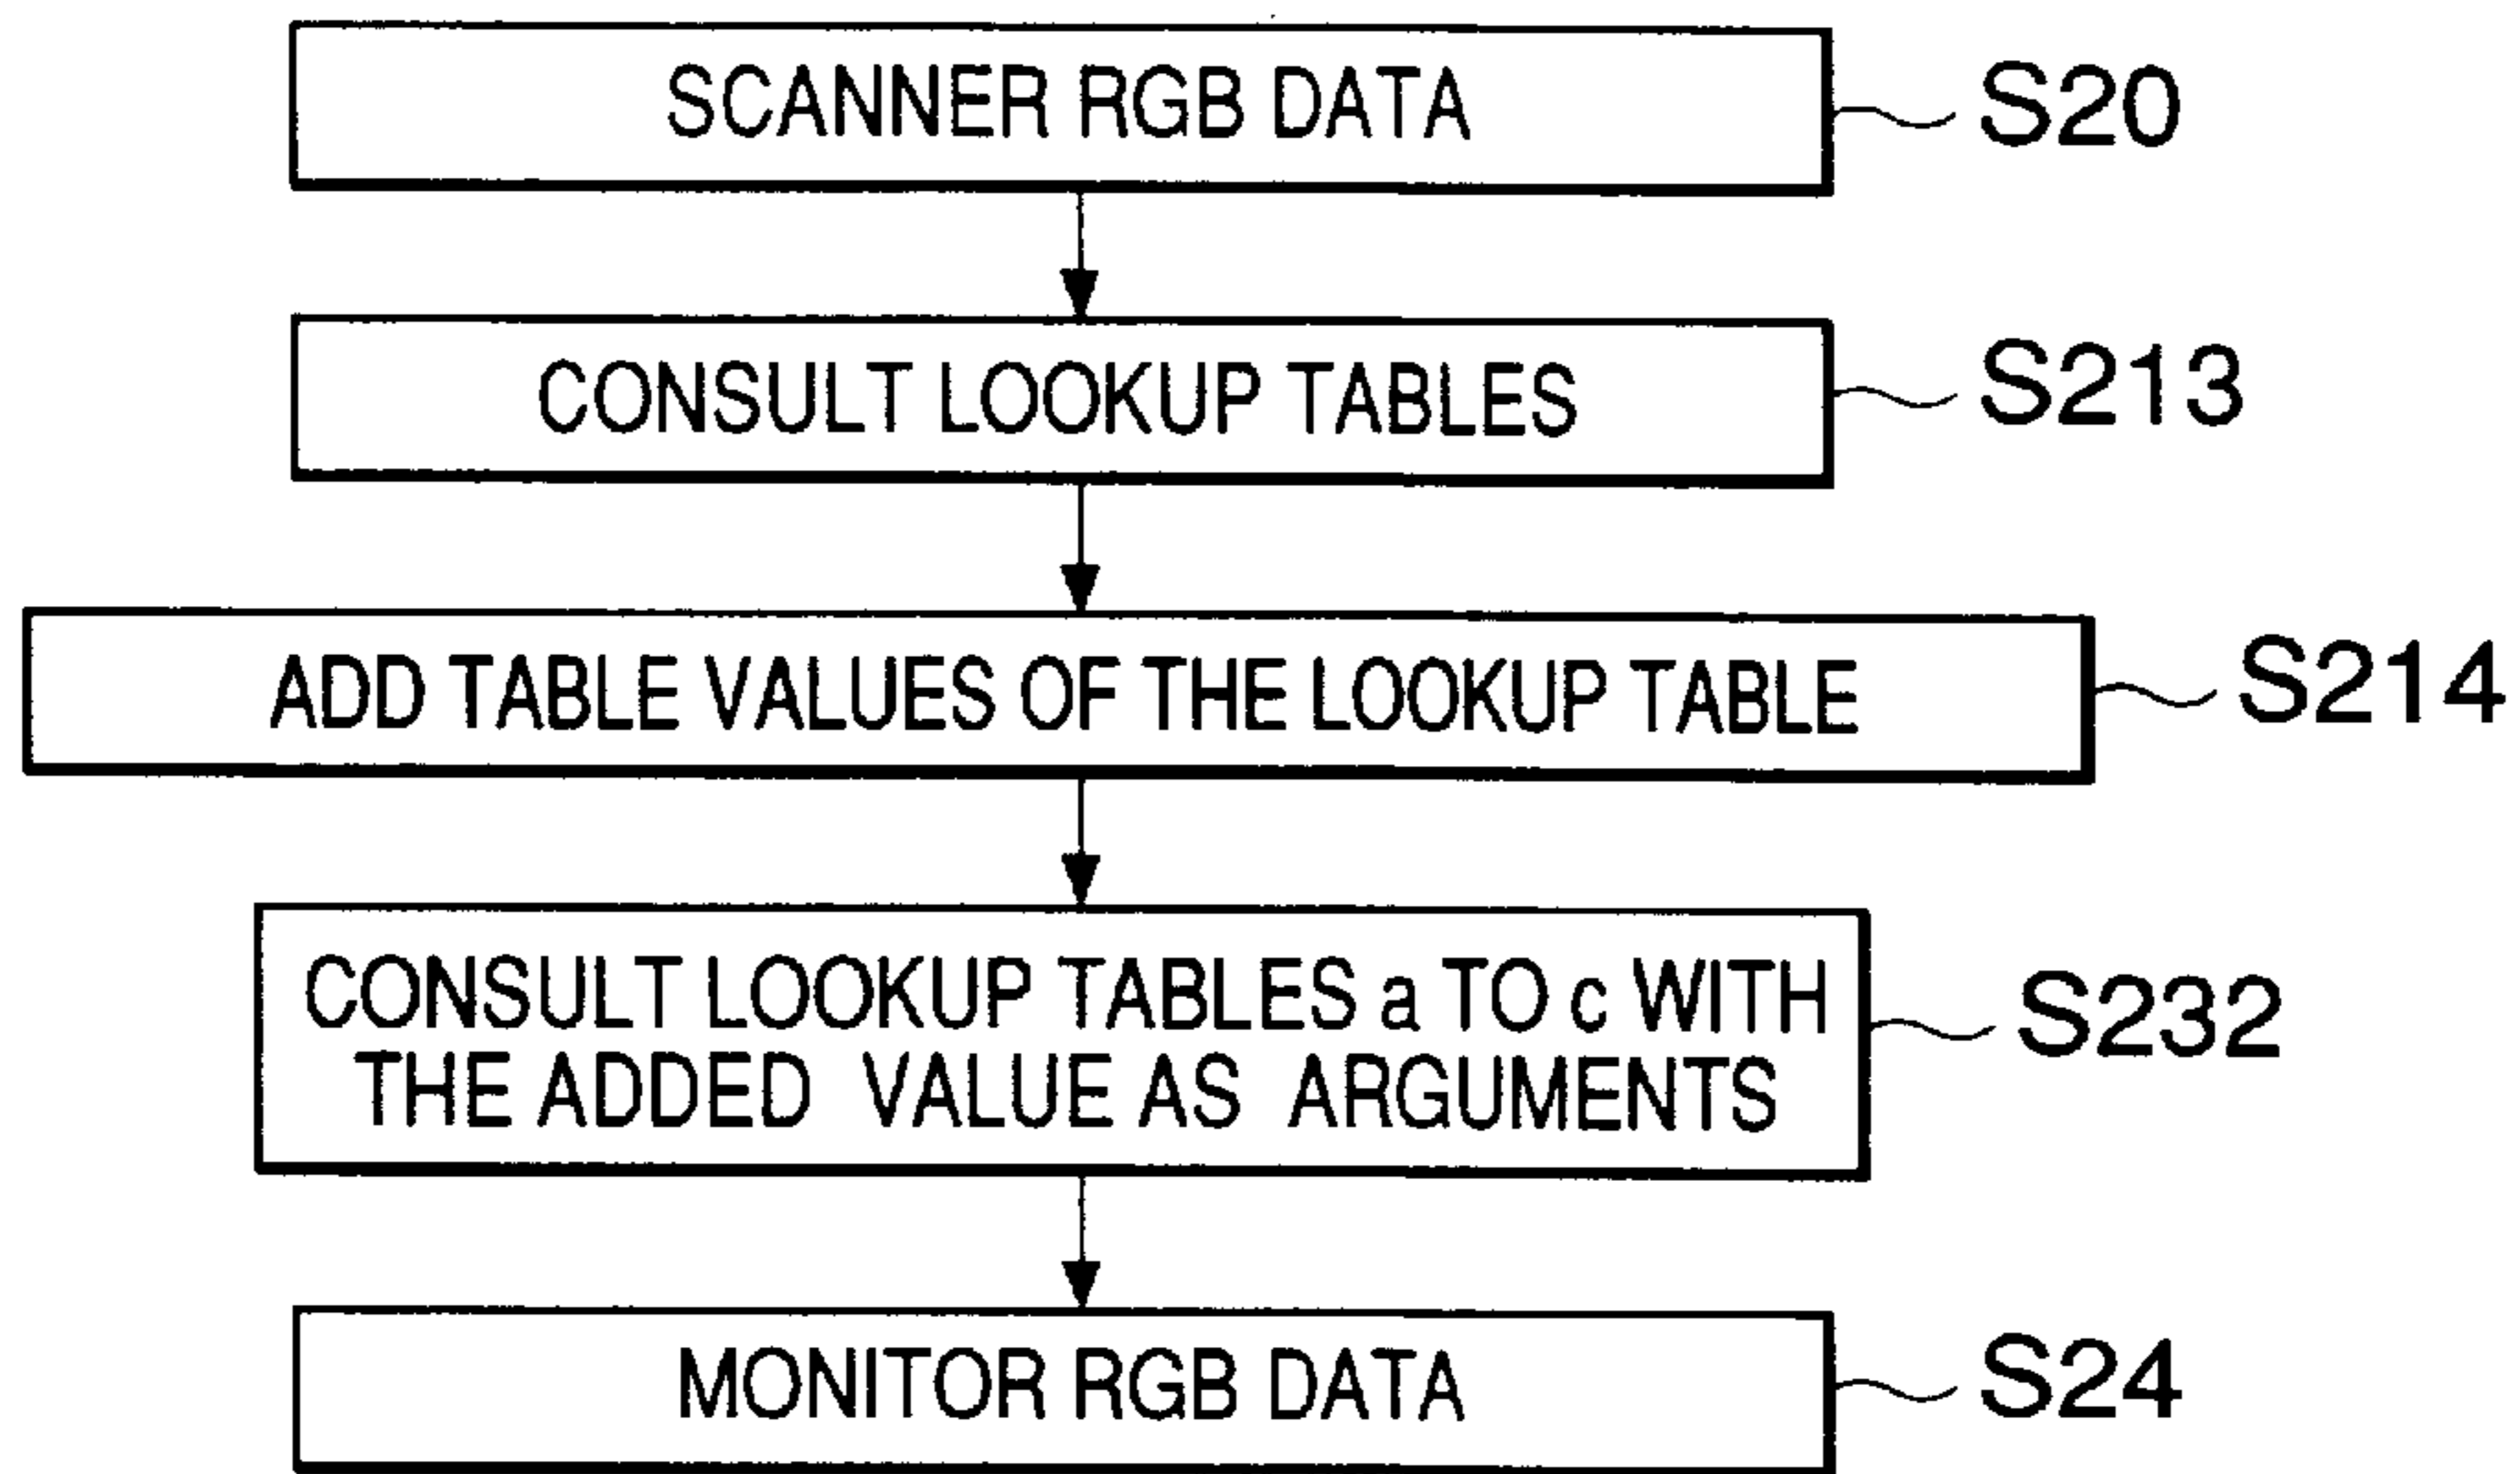 SCANNER RGB DATA
S20
CONSULT LOOKUP TABLES
S213
ADD TABLE VALUES OF THE LOOKUP TABLE
S214
CONSULT LOOKUP TABLES a TO c WITH
THE ADDED VALUE AS ARGUMENTS
S232
MONITOR RGB DATA
S24